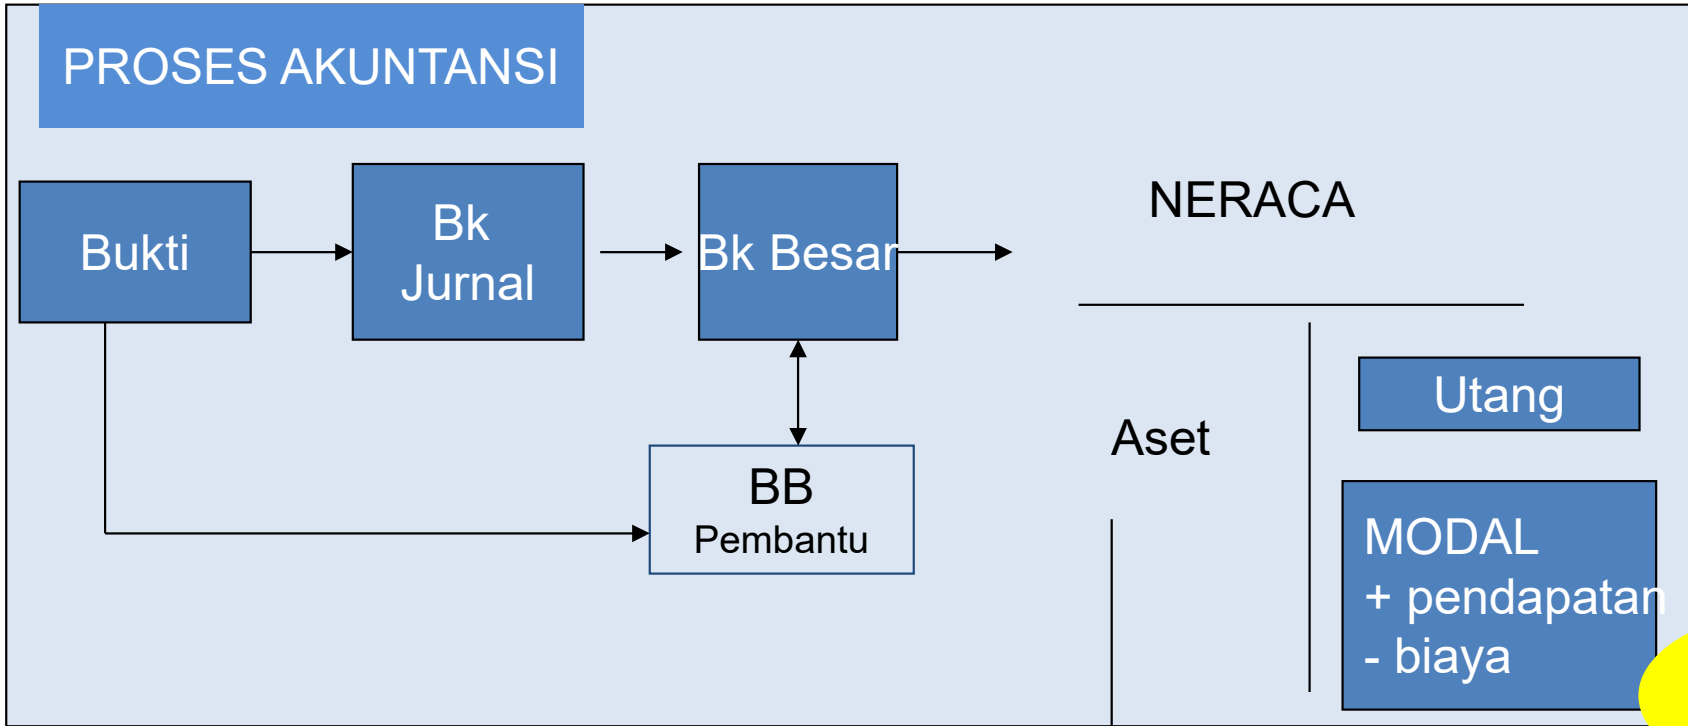 PROSES AKUNTANSI
Bukti
Bk
Jurnal
Bk Besar
BB
Pembantu
NERACA
Aset
Utang
MODAL
+ pendapatan
- biaya